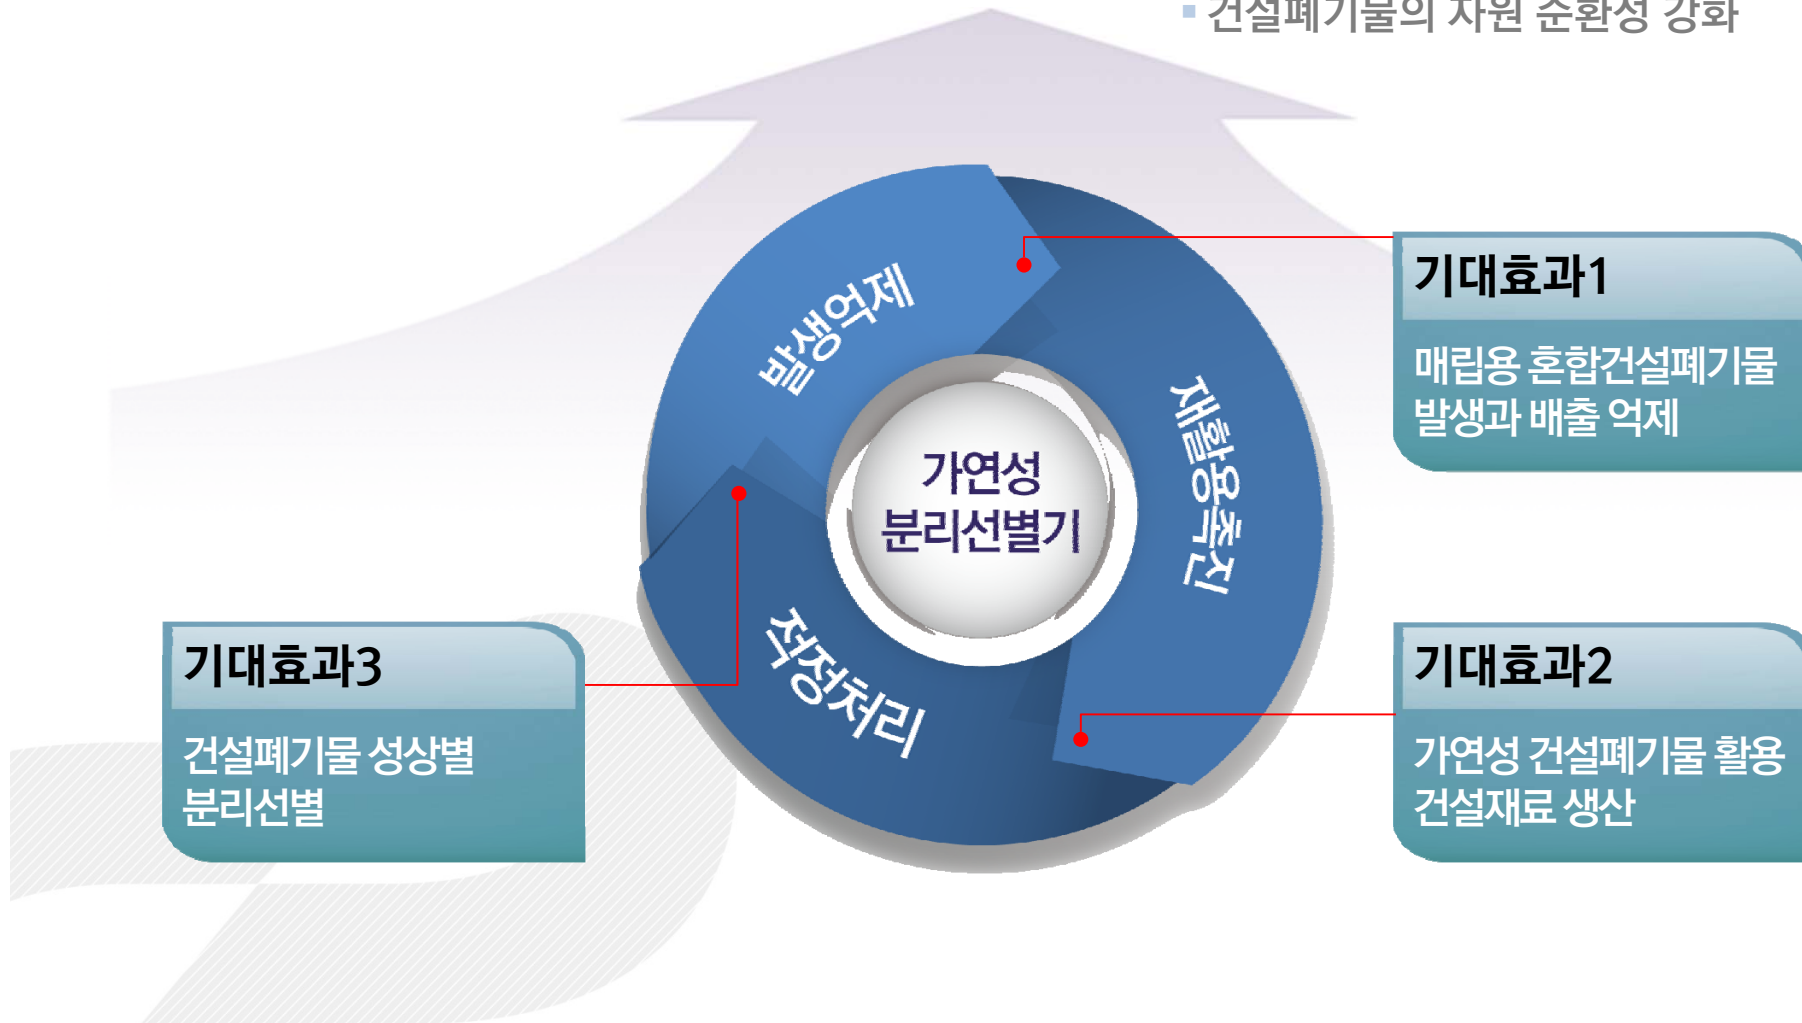 ▪ 건설폐기물의 자원 순환성 강화
발생억제
재활용촉진
적정처리
가연성
분리선별기
기대효과1
매립용 혼합건설폐기물
발생과 배출 억제
기대효과2
가연성 건설폐기물 활용
건설재료 생산
기대효과3
건설폐기물 성상별
분리선별